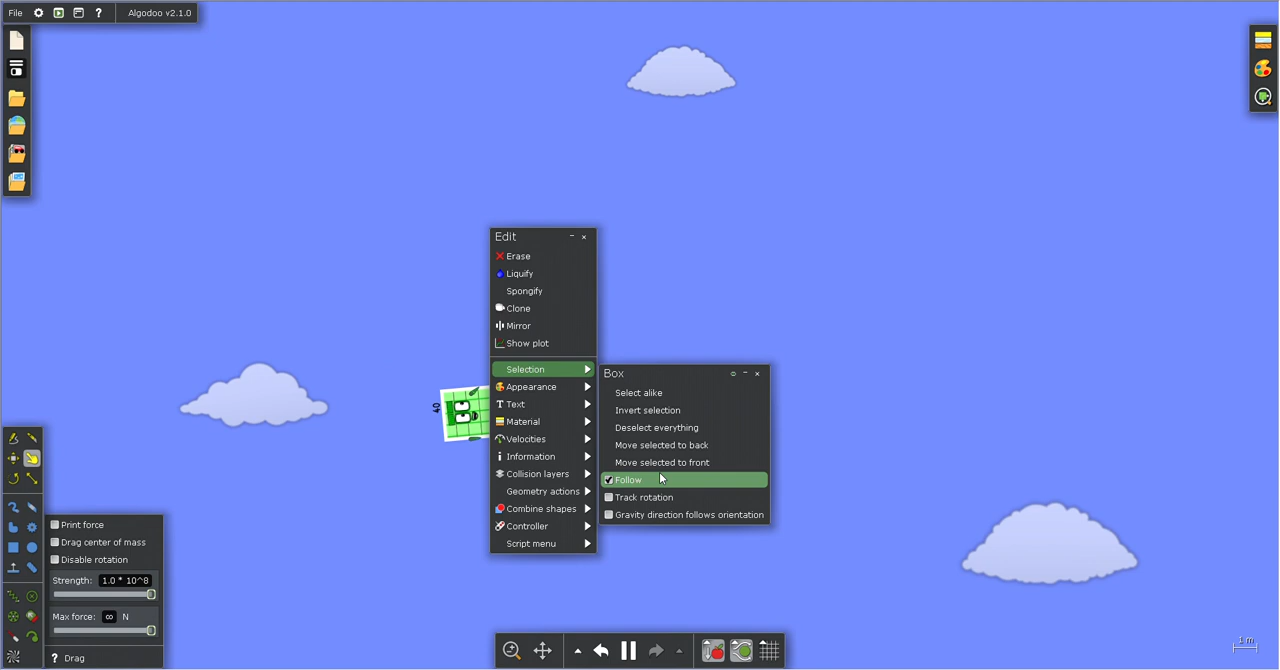 File ? Algodoo v2.1.0
Edit
Erase
Liquify
Spongify
Clone
Mirror
Show plot
Selection
Appearance
Text
Material
Velocities
Information
Collision layers
Geometry actions
Combine shapes
Controller
Script menu
Box
Select alike
Invert selection
Deselect everything
Move selected to back
Move selected to front
Follow
Track rotation
Gravity direction follows orientation
40
Print force
Drag center of mass
Disable rotation
Strength: 1.0 * 10^8
Max force: ∞ N
? Drag
1 m